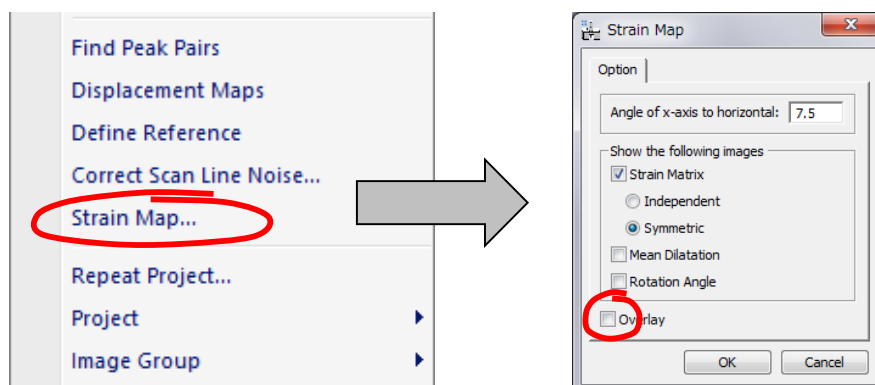 Find Peak Pairs
Displacement Maps
Define Reference
Correct Scan Line Noise...
Strain Map...
Repeat Project...
Project
Image Group
Strain Map
Option
Angle of x-axis to horizontal: 7.5
Show the following images
Strain Matrix
Independent
Symmetric
Mean Dilatation
Rotation Angle
Overlay
OK Cancel